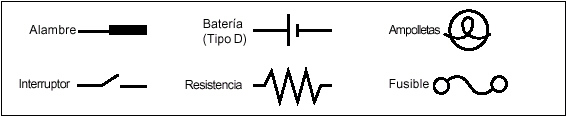 Alambre
Batería
(Tipo D)
Ampolletas
Interruptor
Resistencia
Fusible